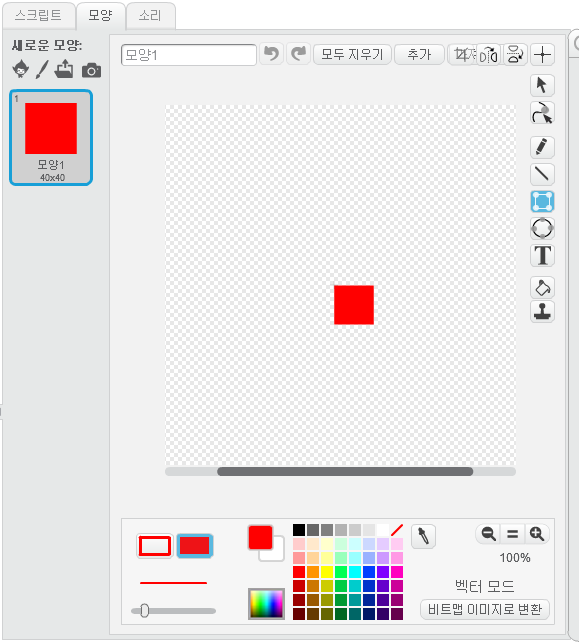 스크립트 모양 소리
새로운 모양:
모양1
모두 지우기 추가
1
모양1
40x40
T
100%
벡터 모드
비트맵 이미지로 변환